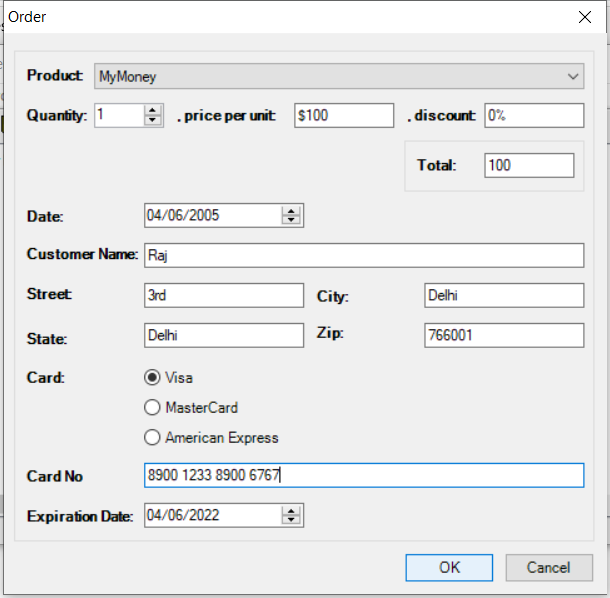 Order
Product: MyMoney
Quantity: 1 . price per unit: $100 . discount: 0%
Total: 100
Date: 04/06/2005
Customer Name: Raj
Street: 3rd City: Delhi
State: Delhi Zip: 766001
Card: Visa
MasterCard
American Express
Card No 8900 1233 8900 6767
Expiration Date: 04/06/2022
OK Cancel